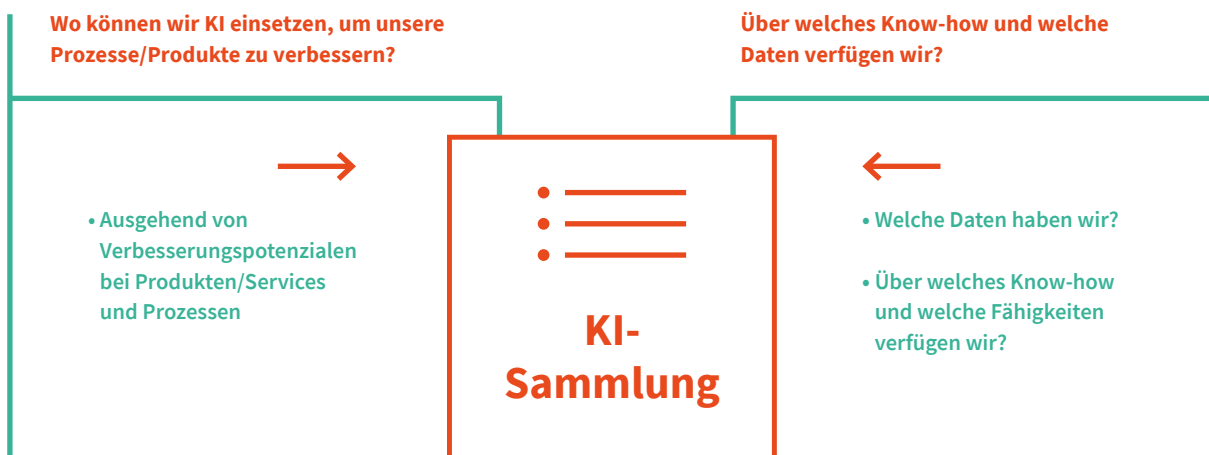 Wo können wir KI einsetzen, um unsere
Prozesse/Produkte zu verbessern?
Über welches Know-how und welche
Daten verfügen wir?
• Ausgehend von
Verbesserungspotenzialen
bei Produkten/Services
und Prozessen
KI-
Sammlung
• Welche Daten haben wir?
• Über welches Know-how
und welche Fähigkeiten
verfügen wir?